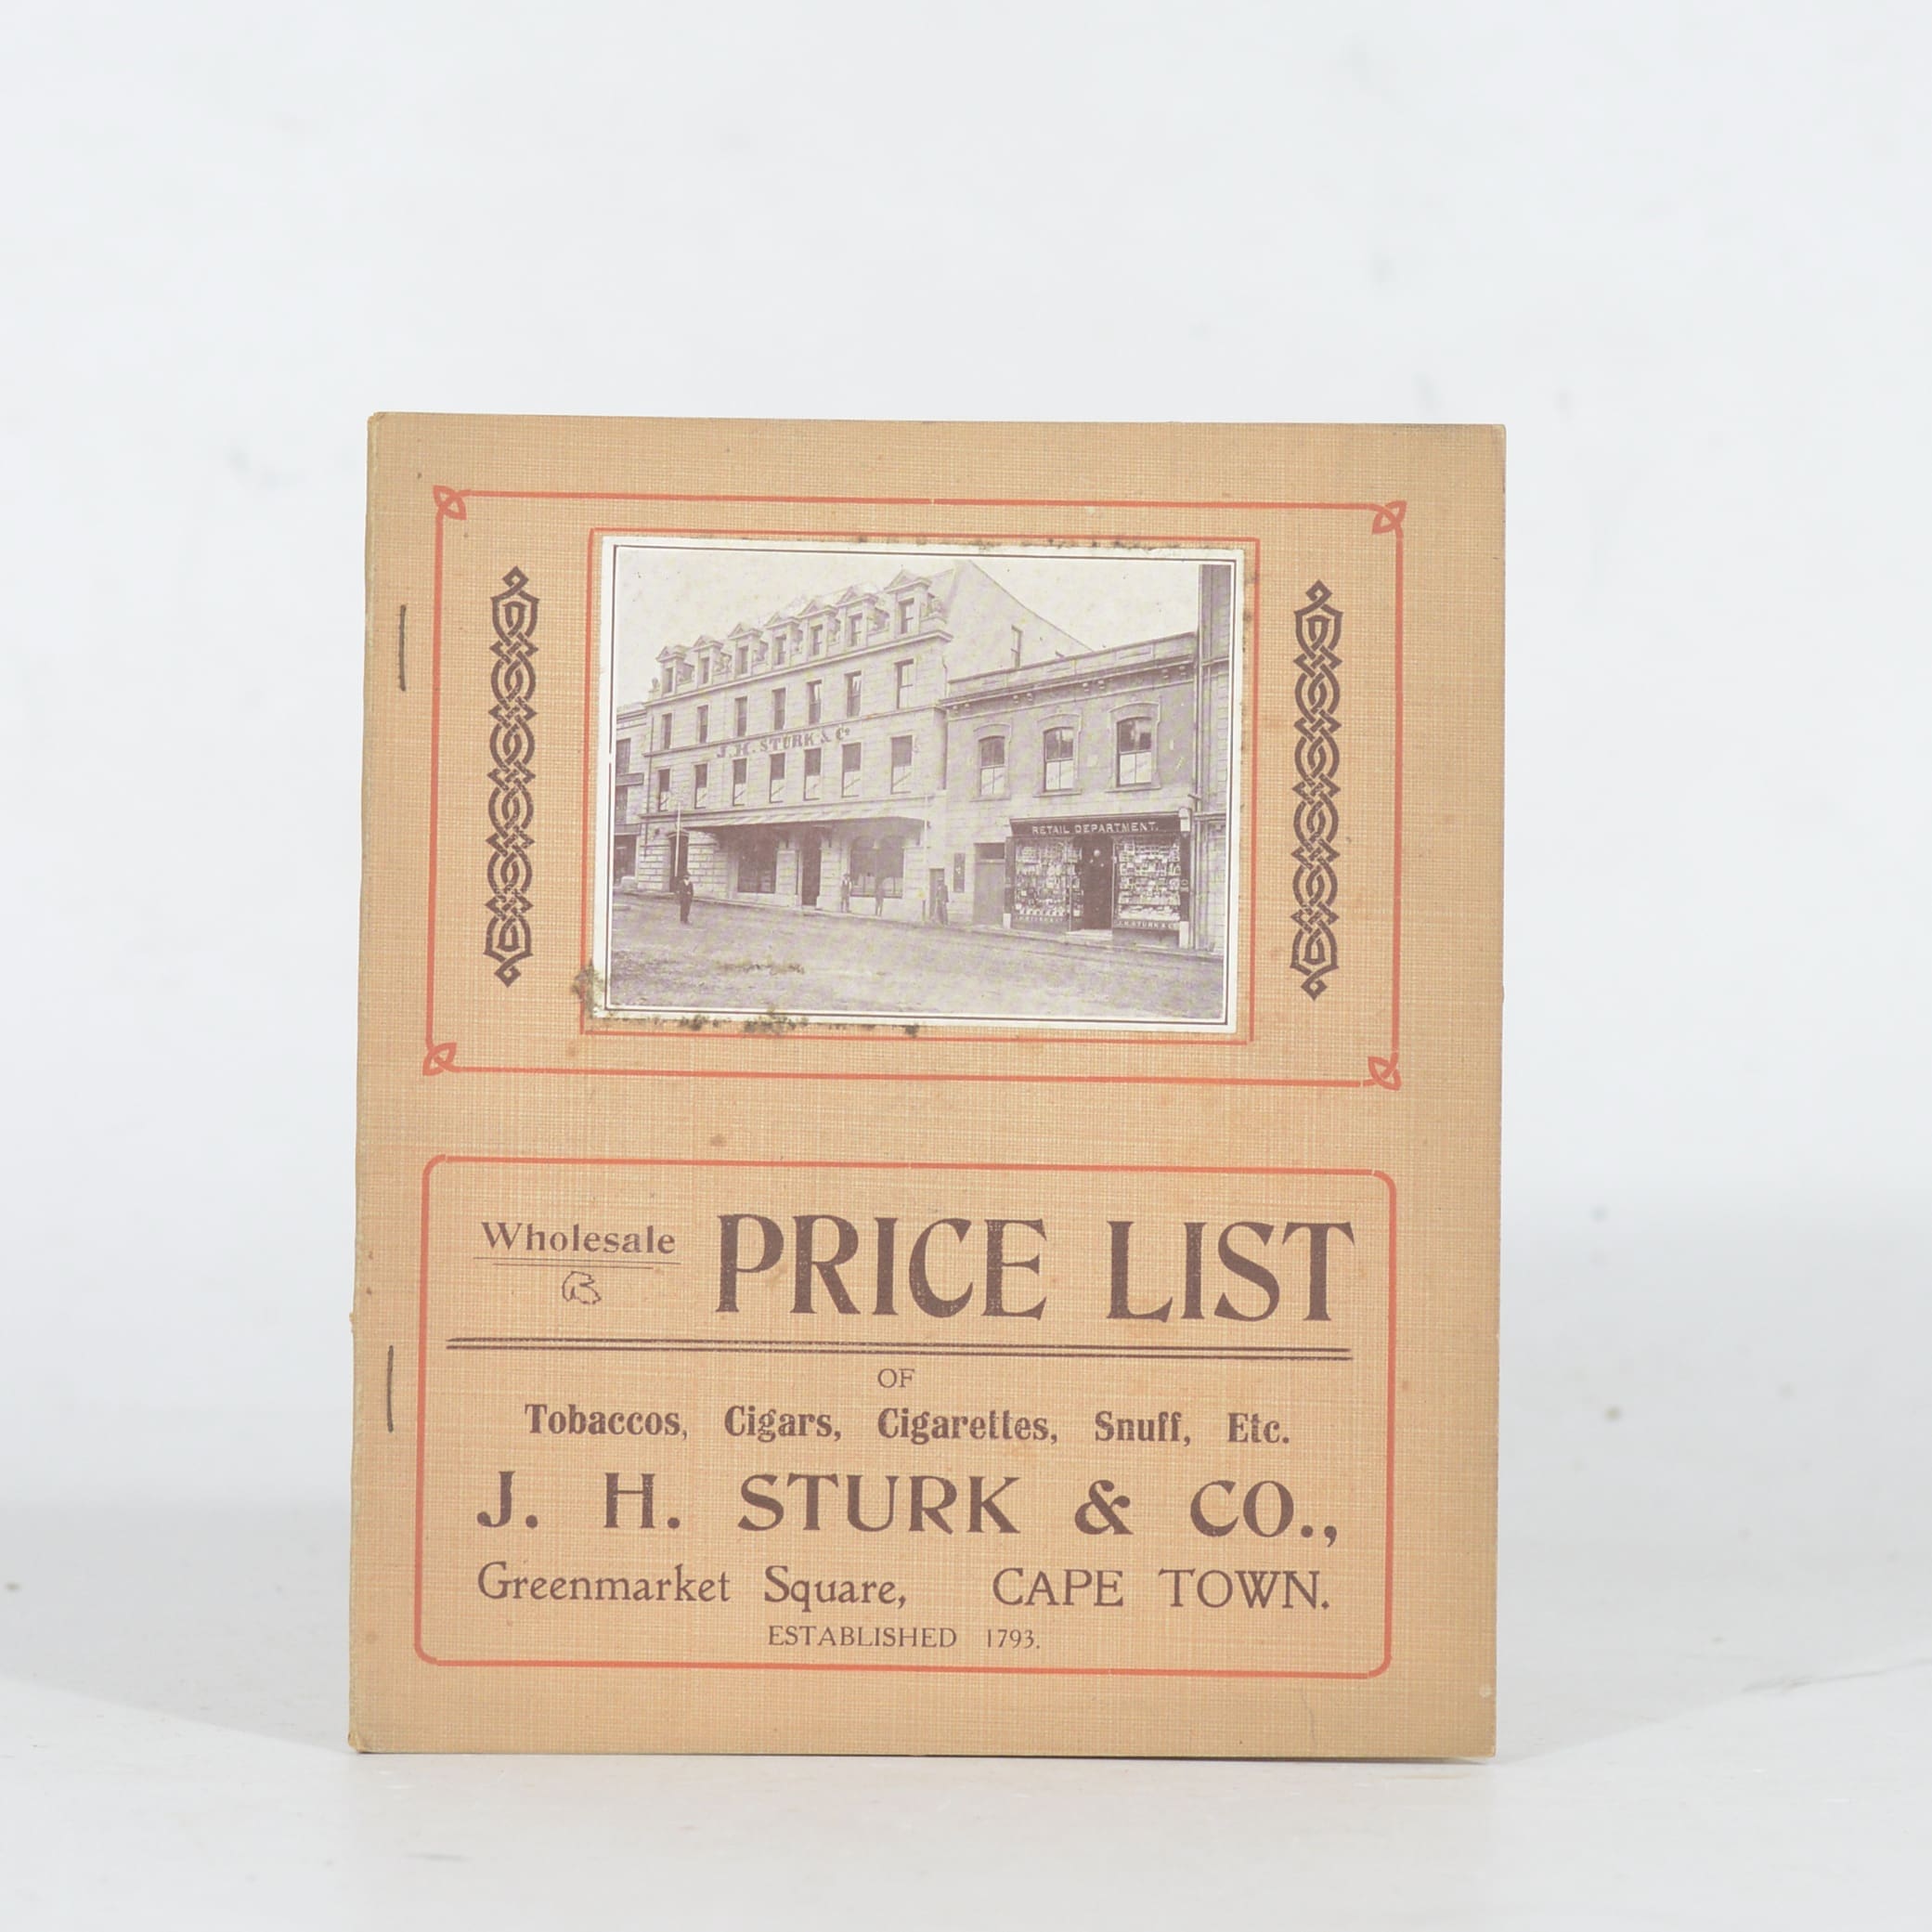 J. H. STURK & Co
RETAIL DEPARTMENT.
Wholesale PRICE LIST
OF
Tobaccos, Cigars, Cigarettes, Snuff, Etc.
J. H. STURK & CO.,
Greenmarket Square, CAPE TOWN.
ESTABLISHED 1793.